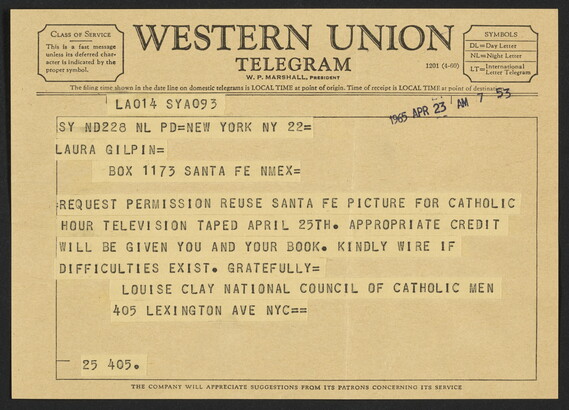 CLASS OF SERVICE
This is a fast message
unless its deferred char-
acter is indicated by the
proper symbol.
WESTERN UNION
TELEGRAM
W. P. MARSHALL, PRESIDENT
1201 (4-60)
SYMBOLS
DL=Day Letter
NL=Night Letter
LT=International
Letter Telegram
The filing time shown in the date line on domestic telegrams is LOCAL TIME at point of origin. Time of receipt is LOCAL TIME at point of destination
LA014 SYA093
1965 APR 23 AM 7 53
SY ND228 NL PD=NEW YORK NY 22=
LAURA GILPIN=
BOX 1173 SANTA FE NMEX=
REQUEST PERMISSION REUSE SANTA FE PICTURE FOR CATHOLIC
HOUR TELEVISION TAPED APRIL 25TH. APPROPRIATE CREDIT
WILL BE GIVEN YOU AND YOUR BOOK. KINDLY WIRE IF
DIFFICULTIES EXIST. GRATEFULLY=
LOUISE CLAY NATIONAL COUNCIL OF CATHOLIC MEN
405 LEXINGTON AVE NYC==
25 405.
THE COMPANY WILL APPRECIATE SUGGESTIONS FROM ITS PATRONS CONCERNING ITS SERVICE